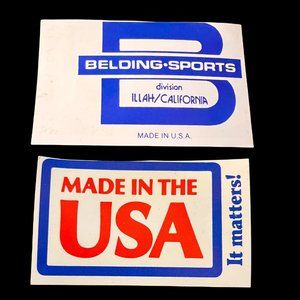 B
BELDING·SPORTS
division
ILLAH/CALIFORNIA
MADE IN U.S.A.
MADE IN THE
USA
It matters!